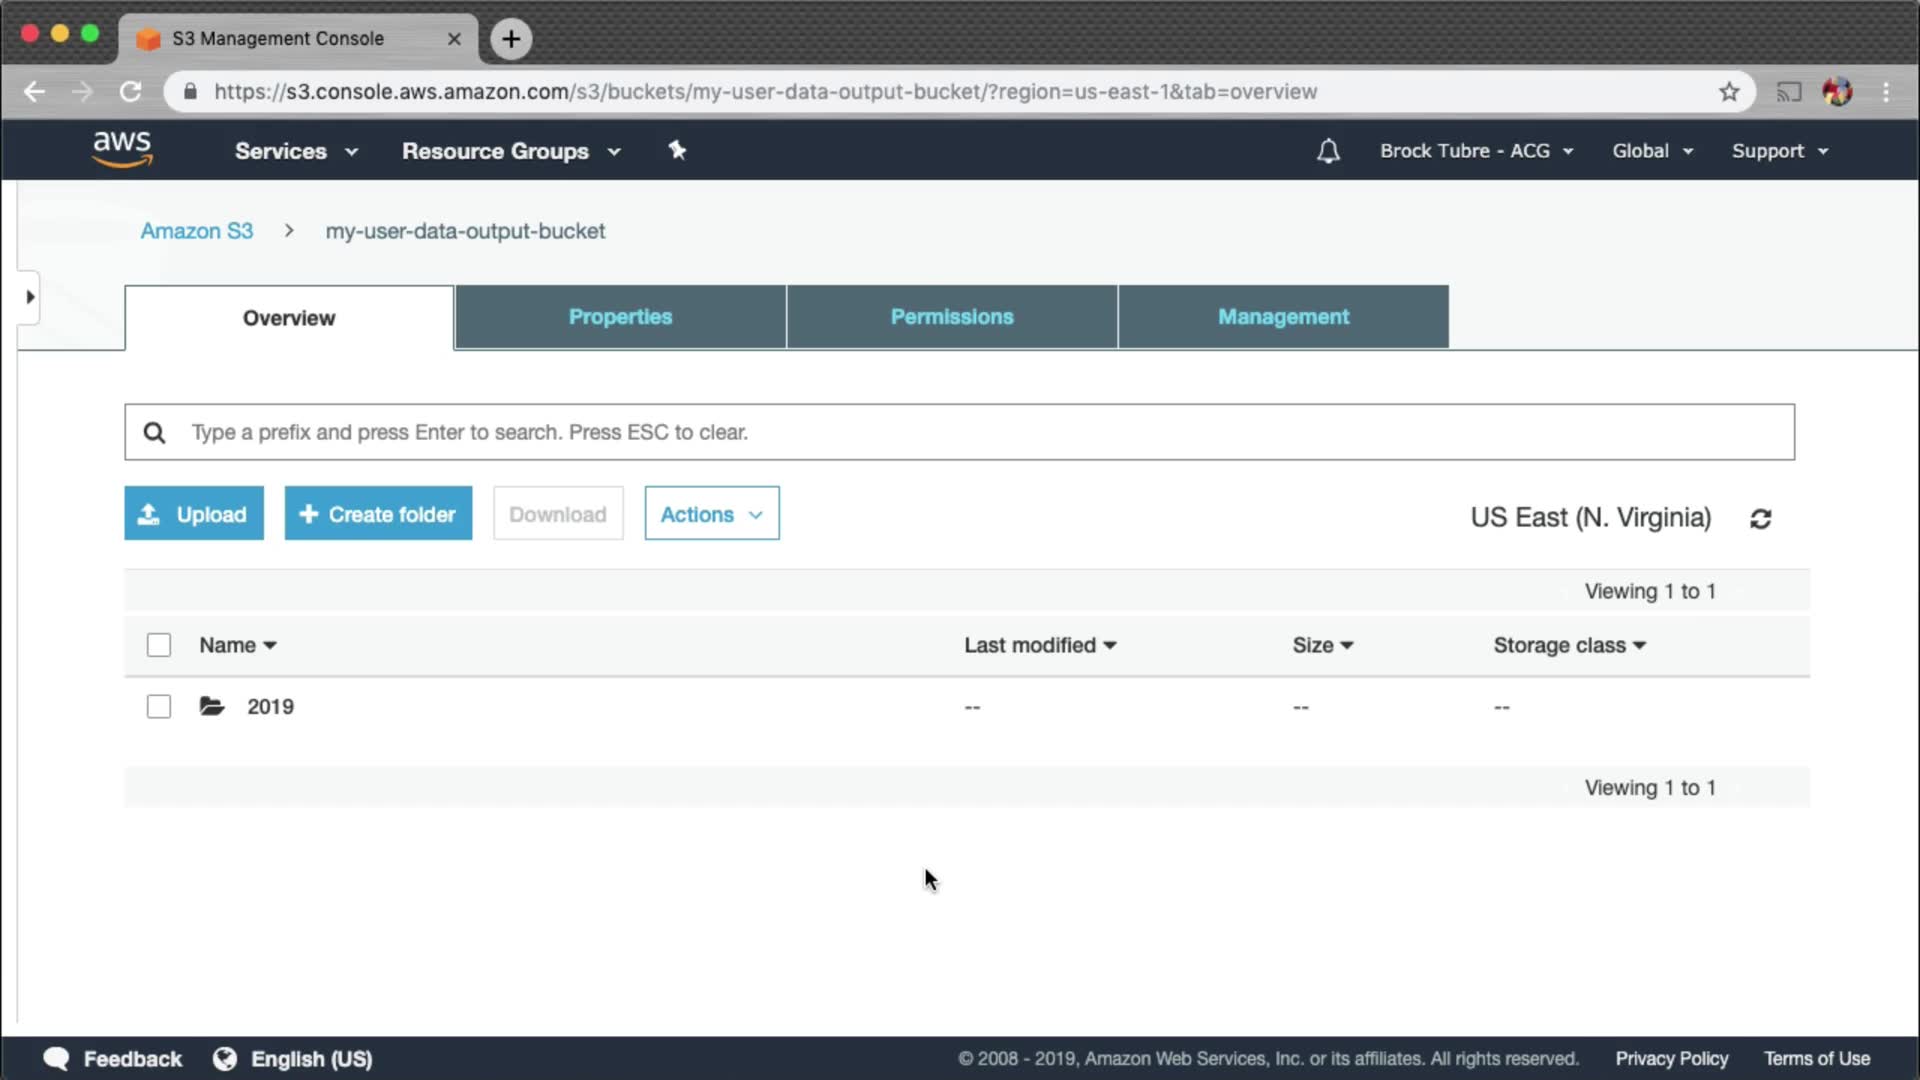 S3 Management Console
https://s3.console.aws.amazon.com/s3/buckets/my-user-data-output-bucket/?region=us-east-1&tab=overview
aws Services Resource Groups Brock Tubre - ACG Global Support
Amazon S3 > my-user-data-output-bucket
Overview Properties Permissions Management
Type a prefix and press Enter to search. Press ESC to clear.
Upload + Create folder Download Actions US East (N. Virginia)
Viewing 1 to 1
Name Last modified Size Storage class
2019 -- -- --
Viewing 1 to 1
Feedback English (US) © 2008 - 2019, Amazon Web Services, Inc. or its affiliates. All rights reserved. Privacy Policy Terms of Use